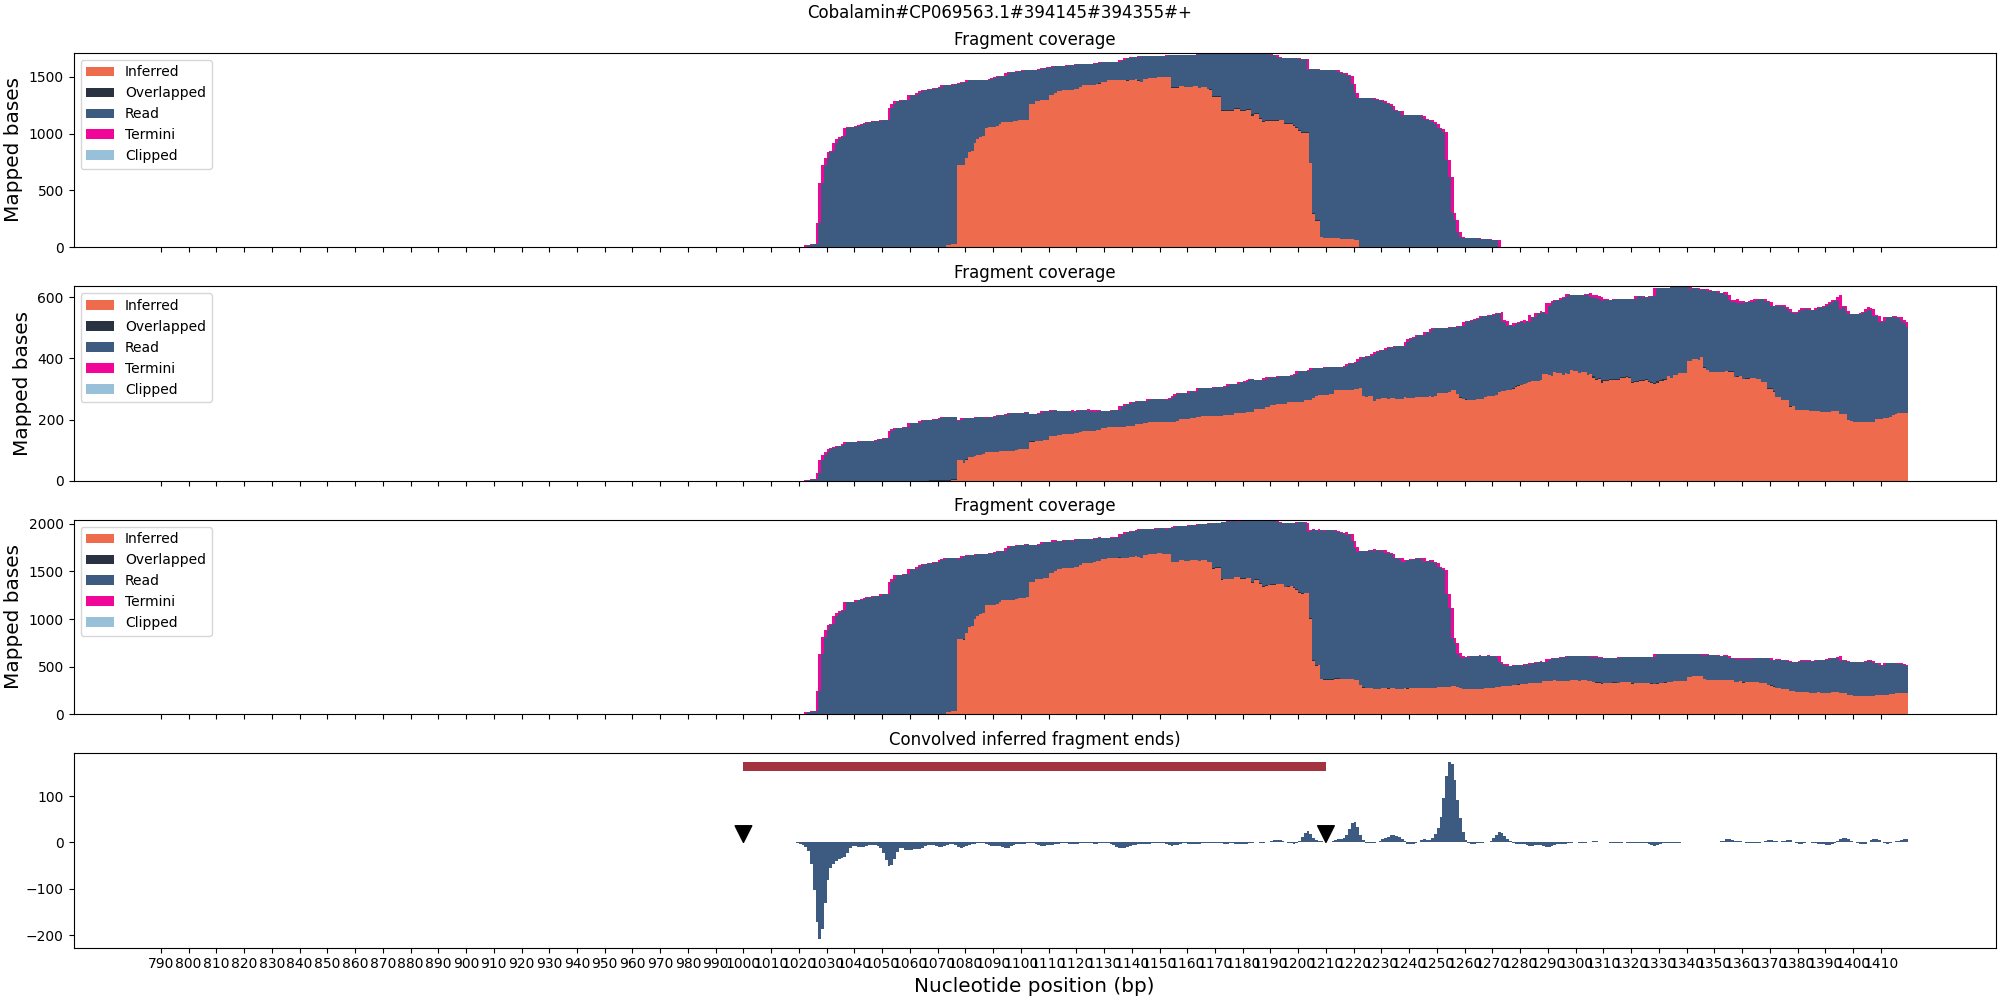 Cobalamin#CP069563.1#394145#394355#+
Fragment coverage
Mapped bases
1500
1000
500
0
Inferred
Overlapped
Read
Termini
Clipped
Fragment coverage
Mapped bases
600
400
200
0
Inferred
Overlapped
Read
Termini
Clipped
Fragment coverage
Mapped bases
2000
1500
1000
500
0
Inferred
Overlapped
Read
Termini
Clipped
Convolved inferred fragment ends)
100
0
−100
−200
790 800 810 820 830 840 850 860 870 880 890 900 910 920 930 940 950 960 970 980 990 1000 1010 1020 1030 1040 1050 1060 1070 1080 1090 1100 1110 1120 1130 1140 1150 1160 1170 1180 1190 1200 1210 1220 1230 1240 1250 1260 1270 1280 1290 1300 1310 1320 1330 1340 1350 1360 1370 1380 1390 1400 1410
Nucleotide position (bp)